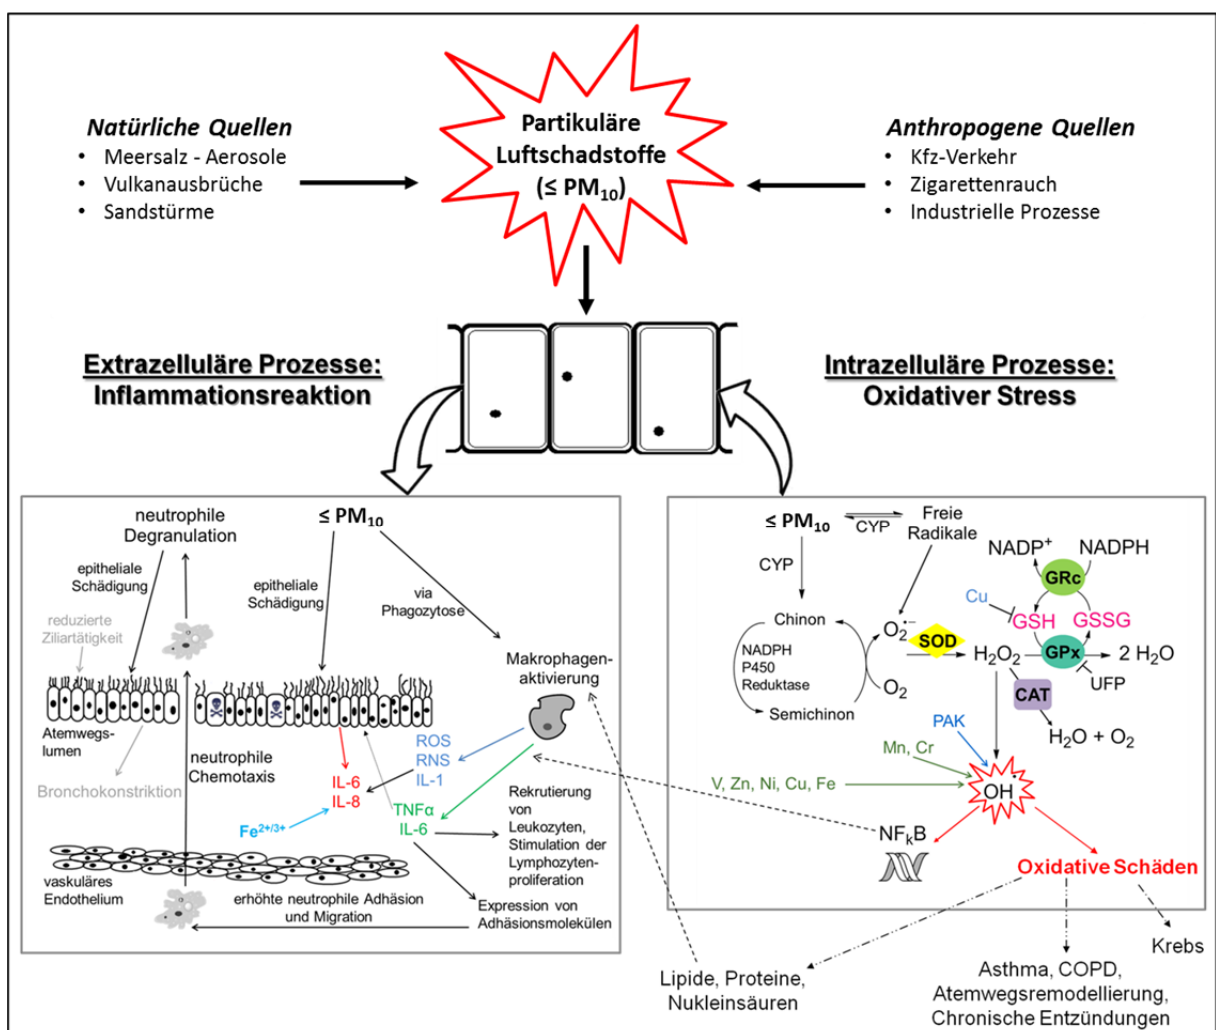 Partikuläre
Luftschadstoffe
(≤ PM₁₀)
Natürliche Quellen
• Meersalz - Aerosole
• Vulkanausbrüche
• Sandstürme
Anthropogene Quellen
• Kfz-Verkehr
• Zigarettenrauch
• Industrielle Prozesse
Extrazelluläre Prozesse:
Inflammationsreaktion
Intrazelluläre Prozesse:
Oxidativer Stress
neutrophile
Degranulation
≤ PM₁₀
epitheliale
Schädigung
epitheliale
Schädigung
via
Phagozytose
reduzierte
Ziliartätigkeit
Makrophagen-
aktivierung
Atemwegs-
lumen
neutrophile
Chemotaxis
Bronchokonstriktion
ROS
RNS
IL-1
IL-6
IL-8
Fe²⁺/³⁺
TNFα
IL-6
Rekrutierung
von
Leukozyten,
Stimulation der
Lymphozyten-
proliferation
vaskuläres
Endothelium
erhöhte neutrophile Adhäsion
und Migration
Expression von
Adhäsionsmolekülen
≤ PM₁₀
CYP
Freie
Radikale
CYP
NADP⁺
NADPH
GRc
Cu
GSH
GSSG
Chinon
O₂•⁻
SOD
H₂O₂
GPx
2 H₂O
NADPH
P450
Reduktase
O₂
Semichinon
UFP
CAT
H₂O + O₂
PAK
Mn, Cr
V, Zn, Ni, Cu, Fe
OH•
NFkB
Oxidative Schäden
Krebs
Lipide, Proteine,
Nukleinsäuren
Asthma, COPD,
Atemwegsremodellierung,
Chronische Entzündungen